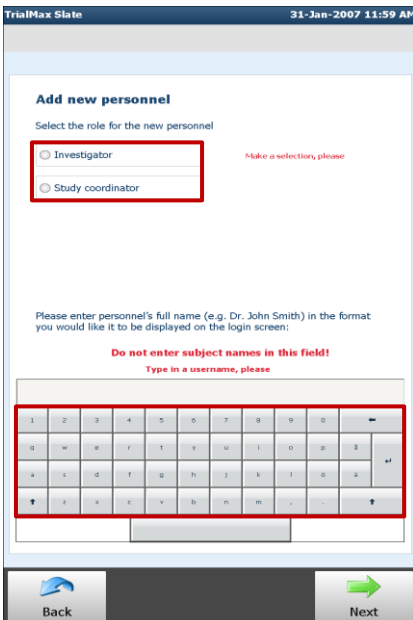 TrialMax Slate 31-Jan-2007 11:59 AM
Add new personnel
Select the role for the new personnel
Investigator
Make a selection, please
Study coordinator
Please enter personnel's full name (e.g. Dr. John Smith) in the format
you would like it to be displayed on the login screen:
Do not enter subject names in this field!
Type in a username, please
1 2 3 4 5 6 7 8 9 0
q w e r t y u i o p å
a s d f g h j k l ö ä
z x c v b n m , .
Back Next